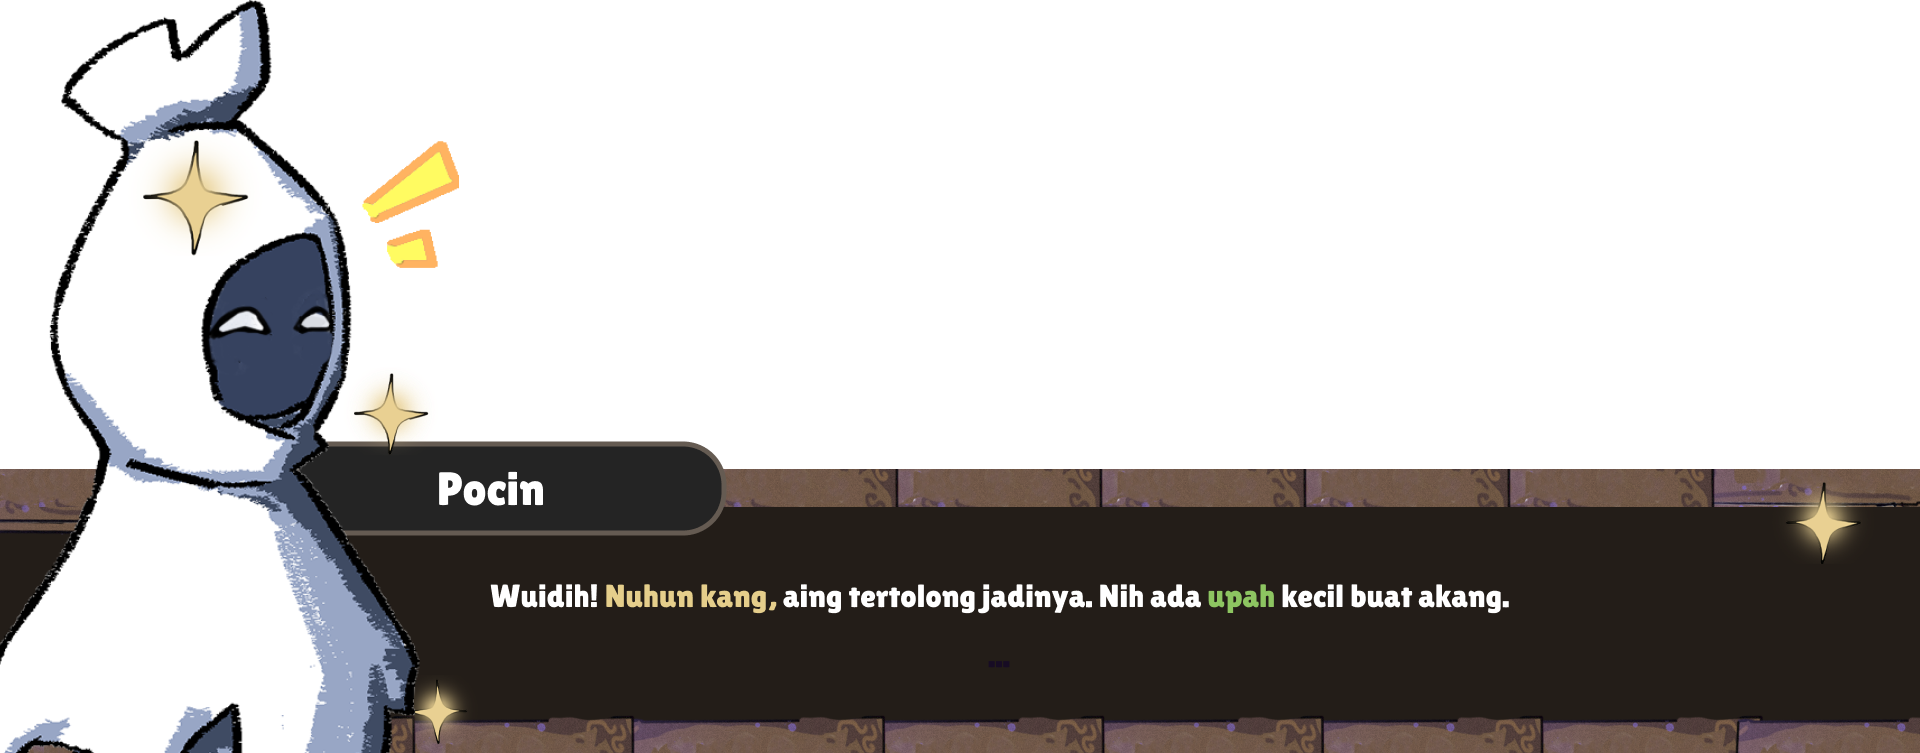 Pocin
Wuidih! Nuhun kang, aing tertolong jadinya. Nih ada upah kecil buat akang.
...